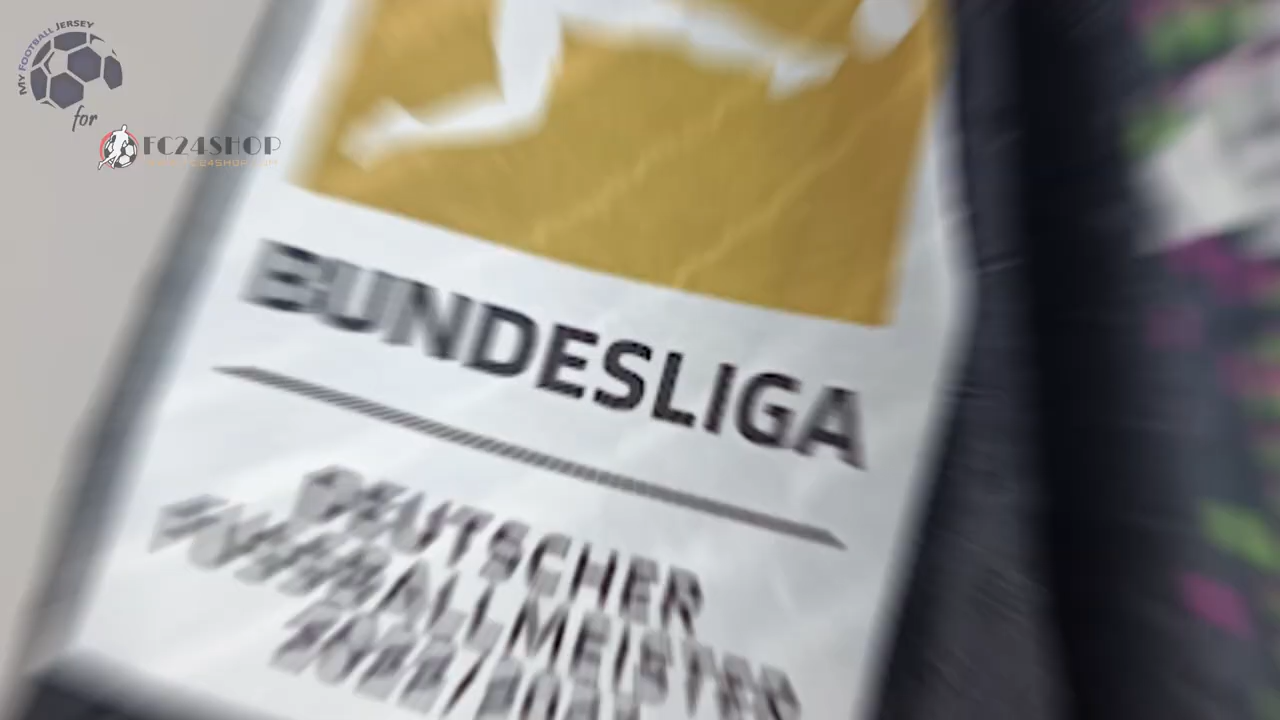 MY FOOTBALL JERSEY
for
FC24SHOP
BUNDESLIGA
DEUTSCHER
FUSSBALLMEISTER